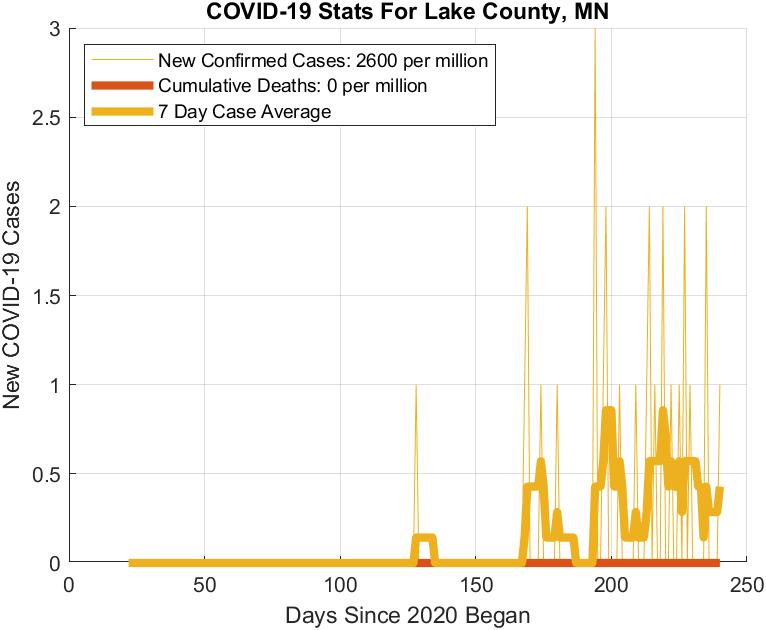 COVID-19 Stats For Lake County, MN
New Confirmed Cases: 2600 per million
Cumulative Deaths: 0 per million
7 Day Case Average
New COVID-19 Cases
3
2.5
2
1.5
1
0.5
0
0 50 100 150 200 250
Days Since 2020 Began